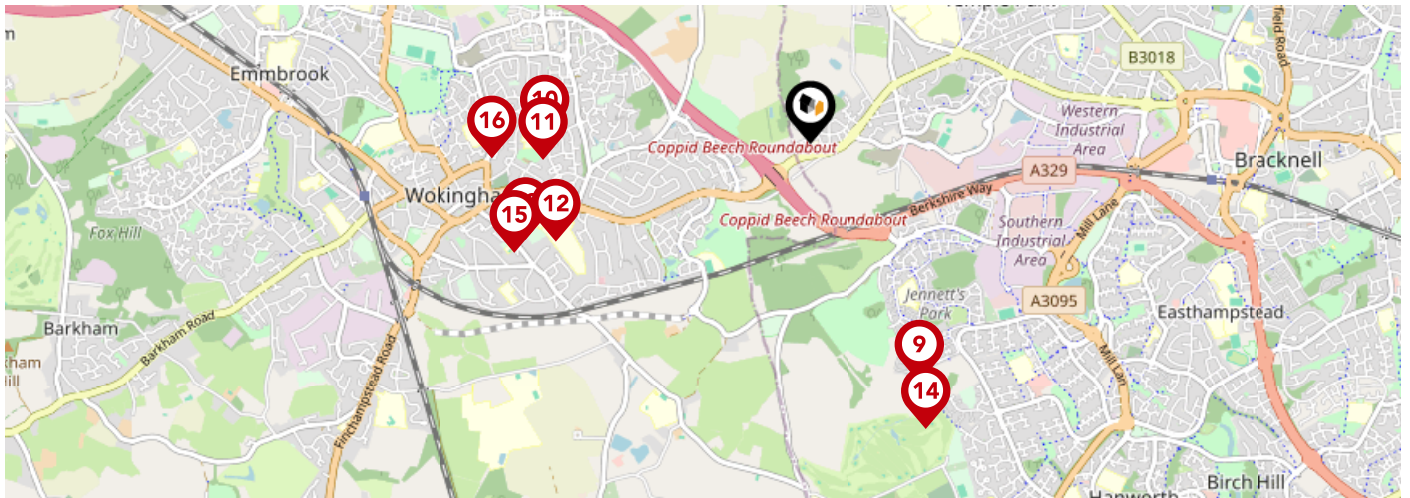 B3018
Emmbrook
10
16
11
Western
Industrial
Area
Coppid Beech Roundabout
Bracknell
A329
Berkshire Way
12
15
Coppid Beech Roundabout
Mill Lane
Southern
Industrial
Area
Fox Hill
Jennett's
Park
A3095
Easthampstead
Barkham
Barkham Road
9
14
Finchampstead Road
Birch Hill